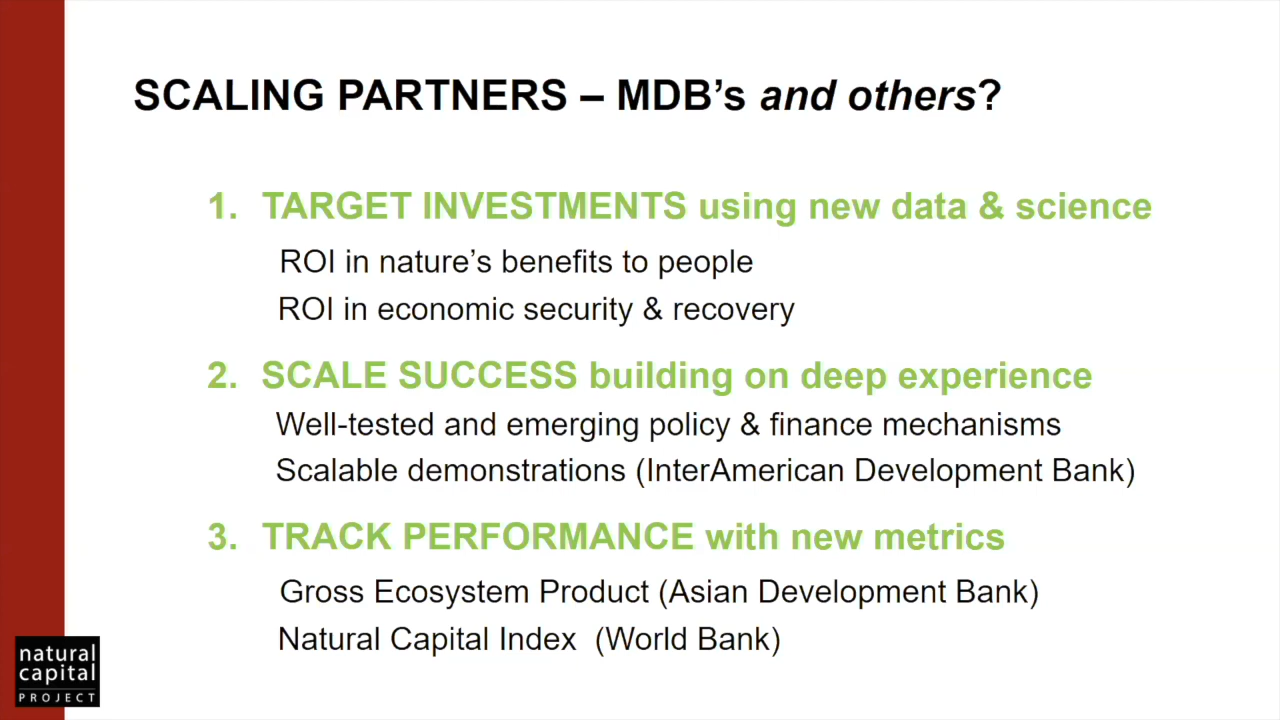 SCALING PARTNERS – MDB's and others?
1. TARGET INVESTMENTS using new data & science
ROI in nature's benefits to people
ROI in economic security & recovery
2. SCALE SUCCESS building on deep experience
Well-tested and emerging policy & finance mechanisms
Scalable demonstrations (InterAmerican Development Bank)
3. TRACK PERFORMANCE with new metrics
Gross Ecosystem Product (Asian Development Bank)
Natural Capital Index (World Bank)
natural
capital
PROJECT